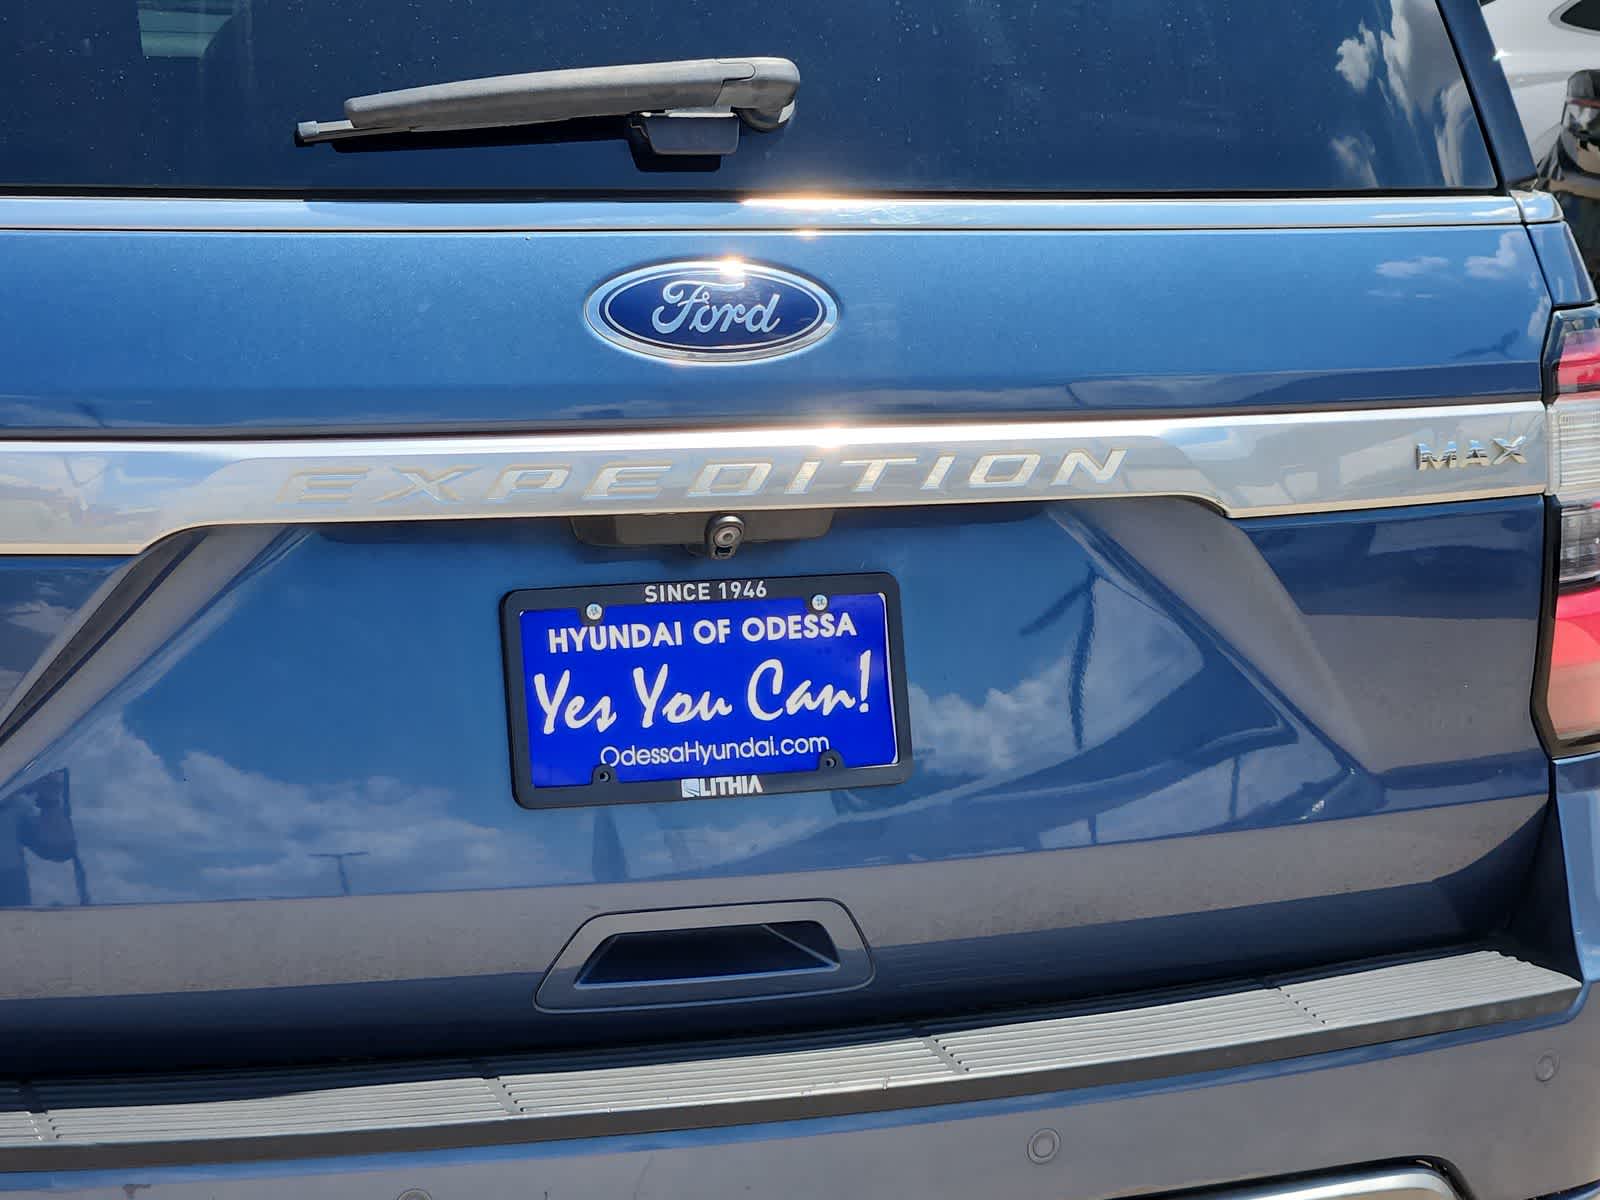 Ford
EXPEDITION
MAX
SINCE 1946
HYUNDAI OF ODESSA
Yes You Can!
OdessaHyundai.com
LITHIA